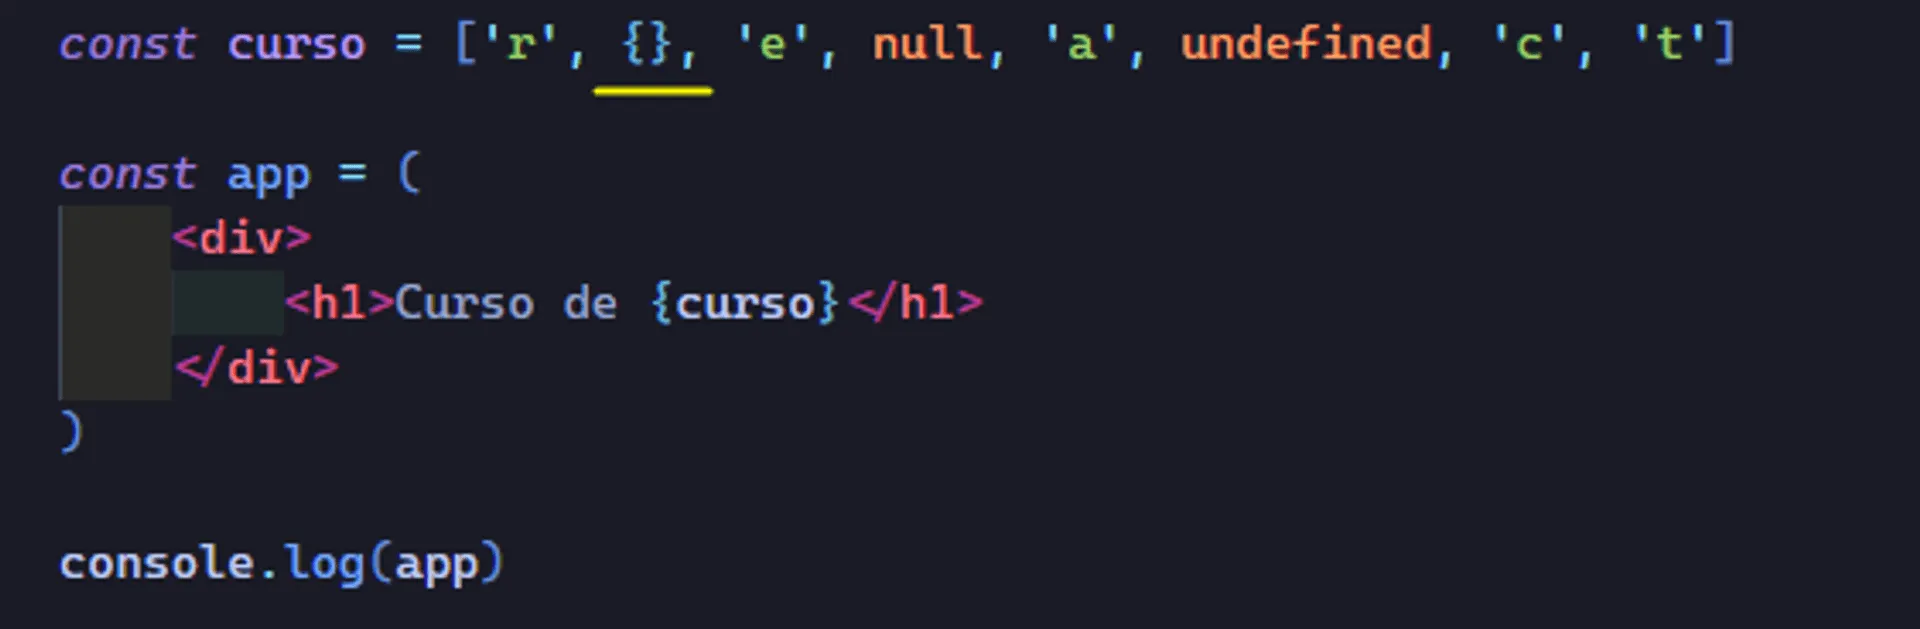 const curso = ['r', {}, 'e', null, 'a', undefined, 'c', 't']
const app = (
<div>
<h1>Curso de {curso}</h1>
</div>
)
console.log(app)